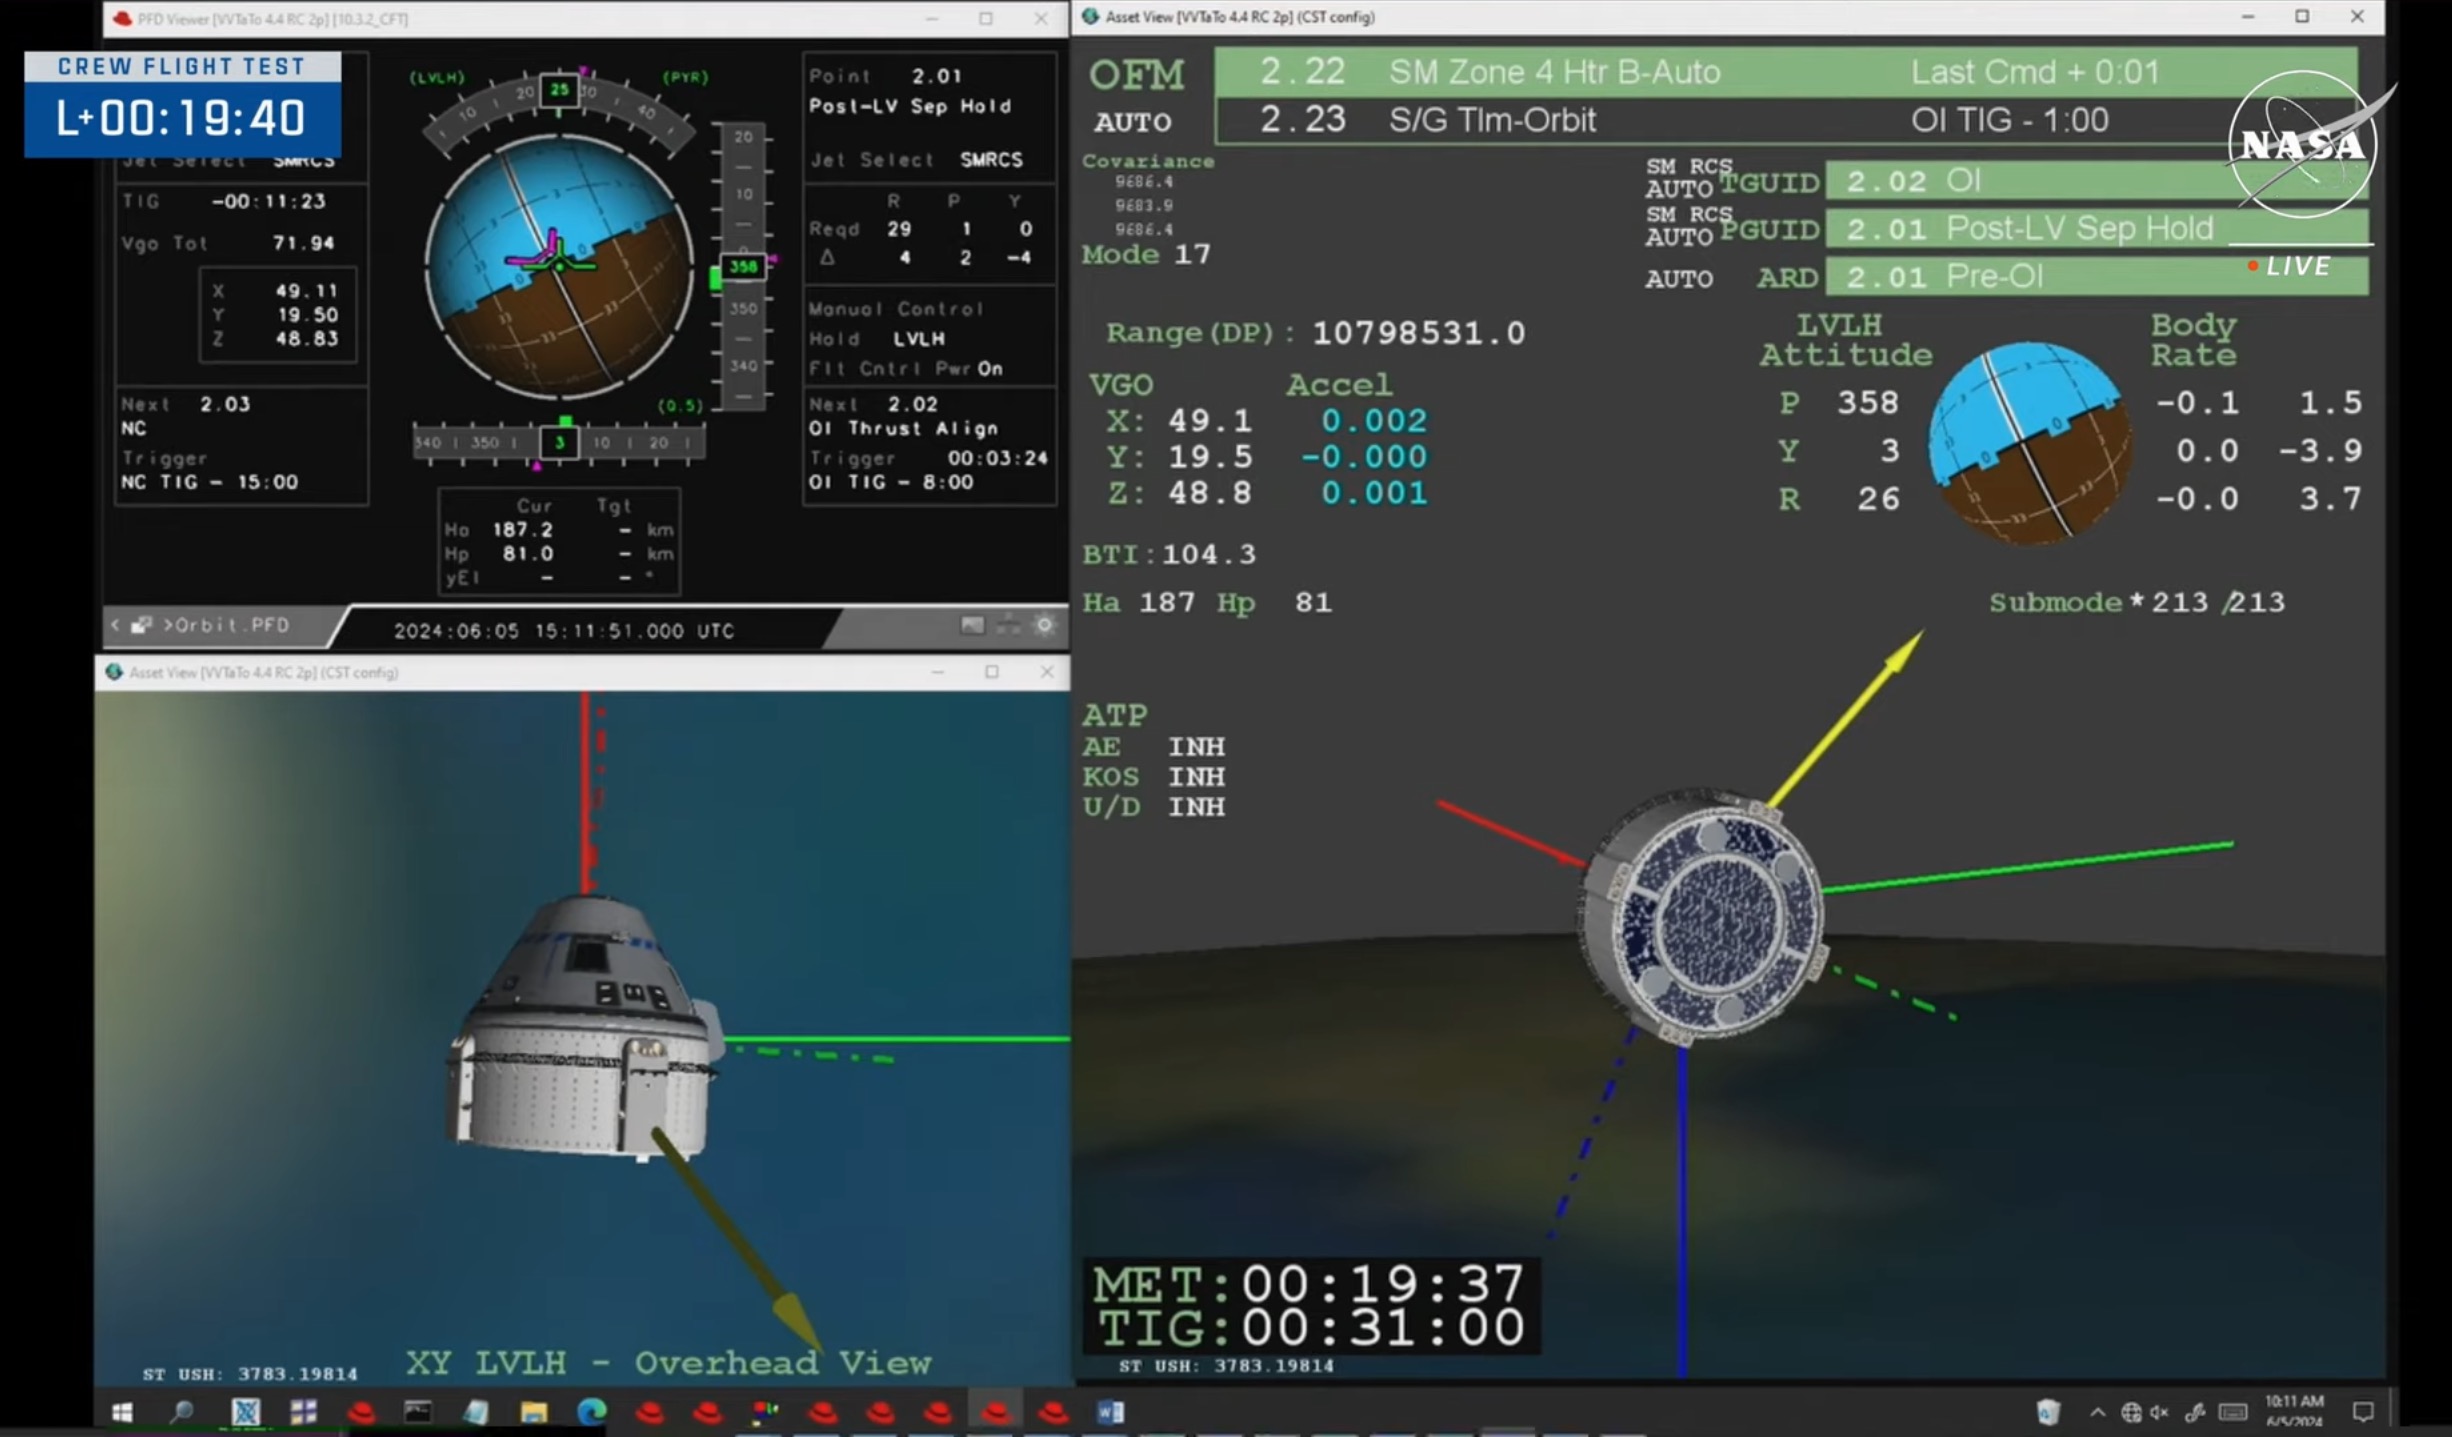 PFD Viewer [VVTaTo 4.4 RC 2p] [10.3.2_CFT]
CREW FLIGHT TEST
L+00:19:40
Jet Select SMRCS
TIG -00:11:23
Vgo Tot 71.94
X 49.11
Y 19.50
Z 48.83
Next 2.03
NC
Trigger
NC TIG - 15:00
(LVLH) (PYR)
10 20 25 30 40
20
10
0
358
350
340
(0.5)
340 350 3 10 20
Cur Tgt
Ha 187.2 - km
Hp 81.0 - km
yEl - - °
Point 2.01
Post-LV Sep Hold
Jet Select SMRCS
R P Y
Reqd 29 1 0
Δ 4 2 -4
Manual Control
Hold LVLH
Flt Cntrl Pwr On
Next 2.02
OI Thrust Align
Trigger 00:03:24
OI TIG - 8:00
< >Orbit.PFD
2024:06:05 15:11:51.000 UTC
Asset View [VVTaTo 4.4 RC 2p] (CST config)
ST USH: 3783.19814
XY LVLH - Overhead View
Asset View [VVTaTo 4.4 RC 2p] (CST config)
OFM 2.22 SM Zone 4 Htr B-Auto Last Cmd + 0:01
AUTO 2.23 S/G Tlm-Orbit OI TIG - 1:00
NASA
LIVE
Covariance
9686.4
9683.9
9686.4
Mode 17
SM RCS
AUTO TGUID 2.02 OI
SM RCS
AUTO PGUID 2.01 Post-LV Sep Hold
AUTO ARD 2.01 Pre-OI
Range(DP): 10798531.0
VGO Accel
X: 49.1 0.002
Y: 19.5 -0.000
Z: 48.8 0.001
BTI:104.3
Ha 187 Hp 81
LVLH Attitude
Body Rate
P 358 -0.1 1.5
Y 3 0.0 -3.9
R 26 -0.0 3.7
Submode *213 /213
ATP
AE INH
KOS INH
U/D INH
MET:00:19:37
TIG:00:31:00
ST USH: 3783.19814
10:11 AM
6/5/2024